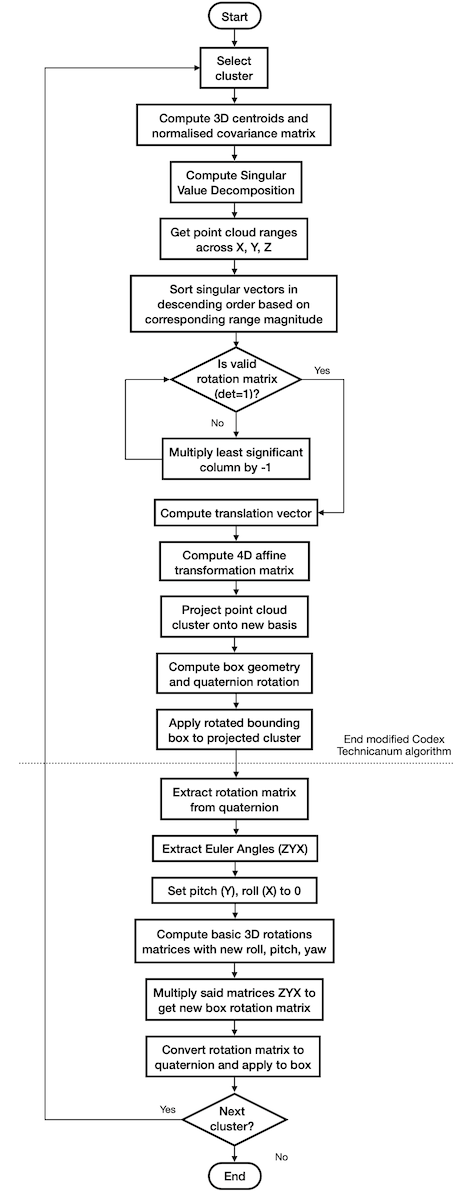 Start
Select
cluster
Compute 3D centroids and
normalised covariance matrix
Compute Singular
Value Decomposition
Get point cloud ranges
across X, Y, Z
Sort singular vectors in
descending order based on
corresponding range magnitude
Is valid
rotation matrix
(det=1)?
Yes
No
Multiply least significant
column by -1
Compute translation vector
Compute 4D affine
transformation matrix
Project point cloud
cluster onto new basis
Compute box geometry
and quaternion rotation
Apply rotated bounding
box to projected cluster
End modified Codex
Technicanum algorithm
Extract rotation matrix
from quaternion
Extract Euler Angles (ZYX)
Set pitch (Y), roll (X) to 0
Compute basic 3D rotations
matrices with new roll, pitch, yaw
Multiply said matrices ZYX to
get new box rotation matrix
Convert rotation matrix to
quaternion and apply to box
Yes
Next
cluster?
No
End